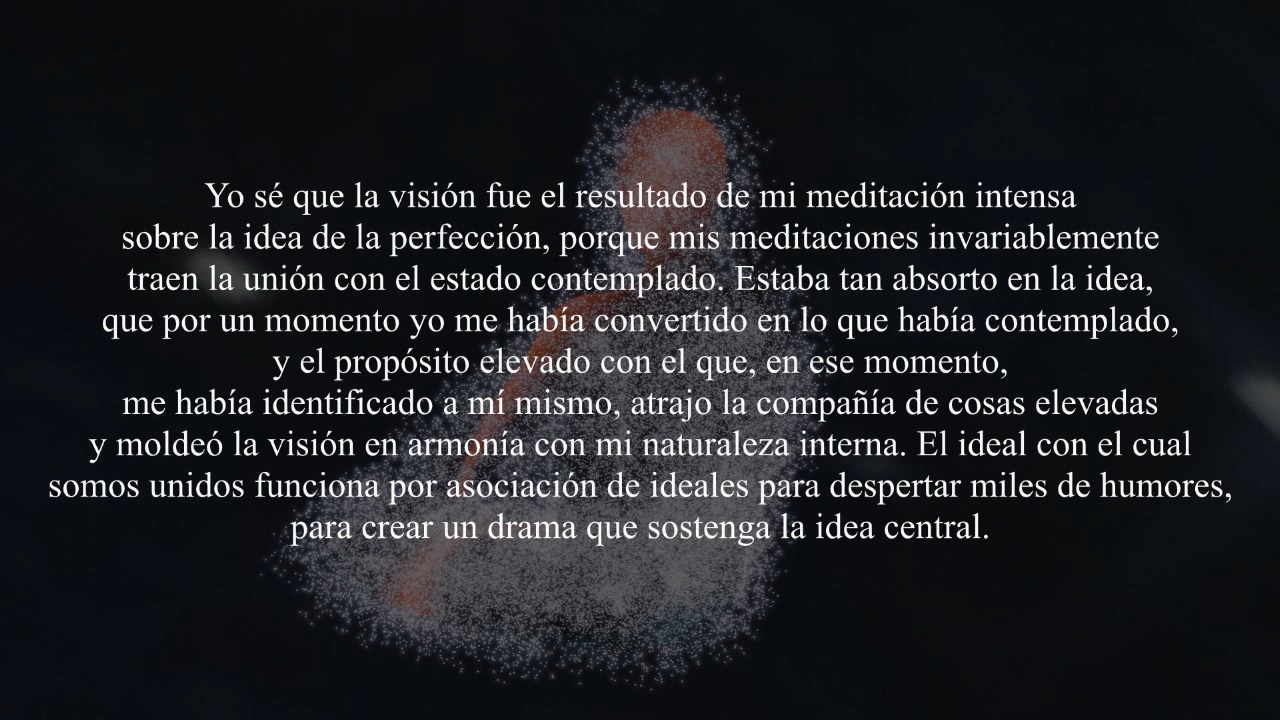 Yo sé que la visión fue el resultado de mi meditación intensa
sobre la idea de la perfección, porque mis meditaciones invariablemente
traen la unión con el estado contemplado. Estaba tan absorto en la idea,
que por un momento yo me había convertido en lo que había contemplado,
y el propósito elevado con el que, en ese momento,
me había identificado a mí mismo, atrajo la compañía de cosas elevadas
y moldeó la visión en armonía con mi naturaleza interna. El ideal con el cual
somos unidos funciona por asociación de ideales para despertar miles de humores,
para crear un drama que sostenga la idea central.